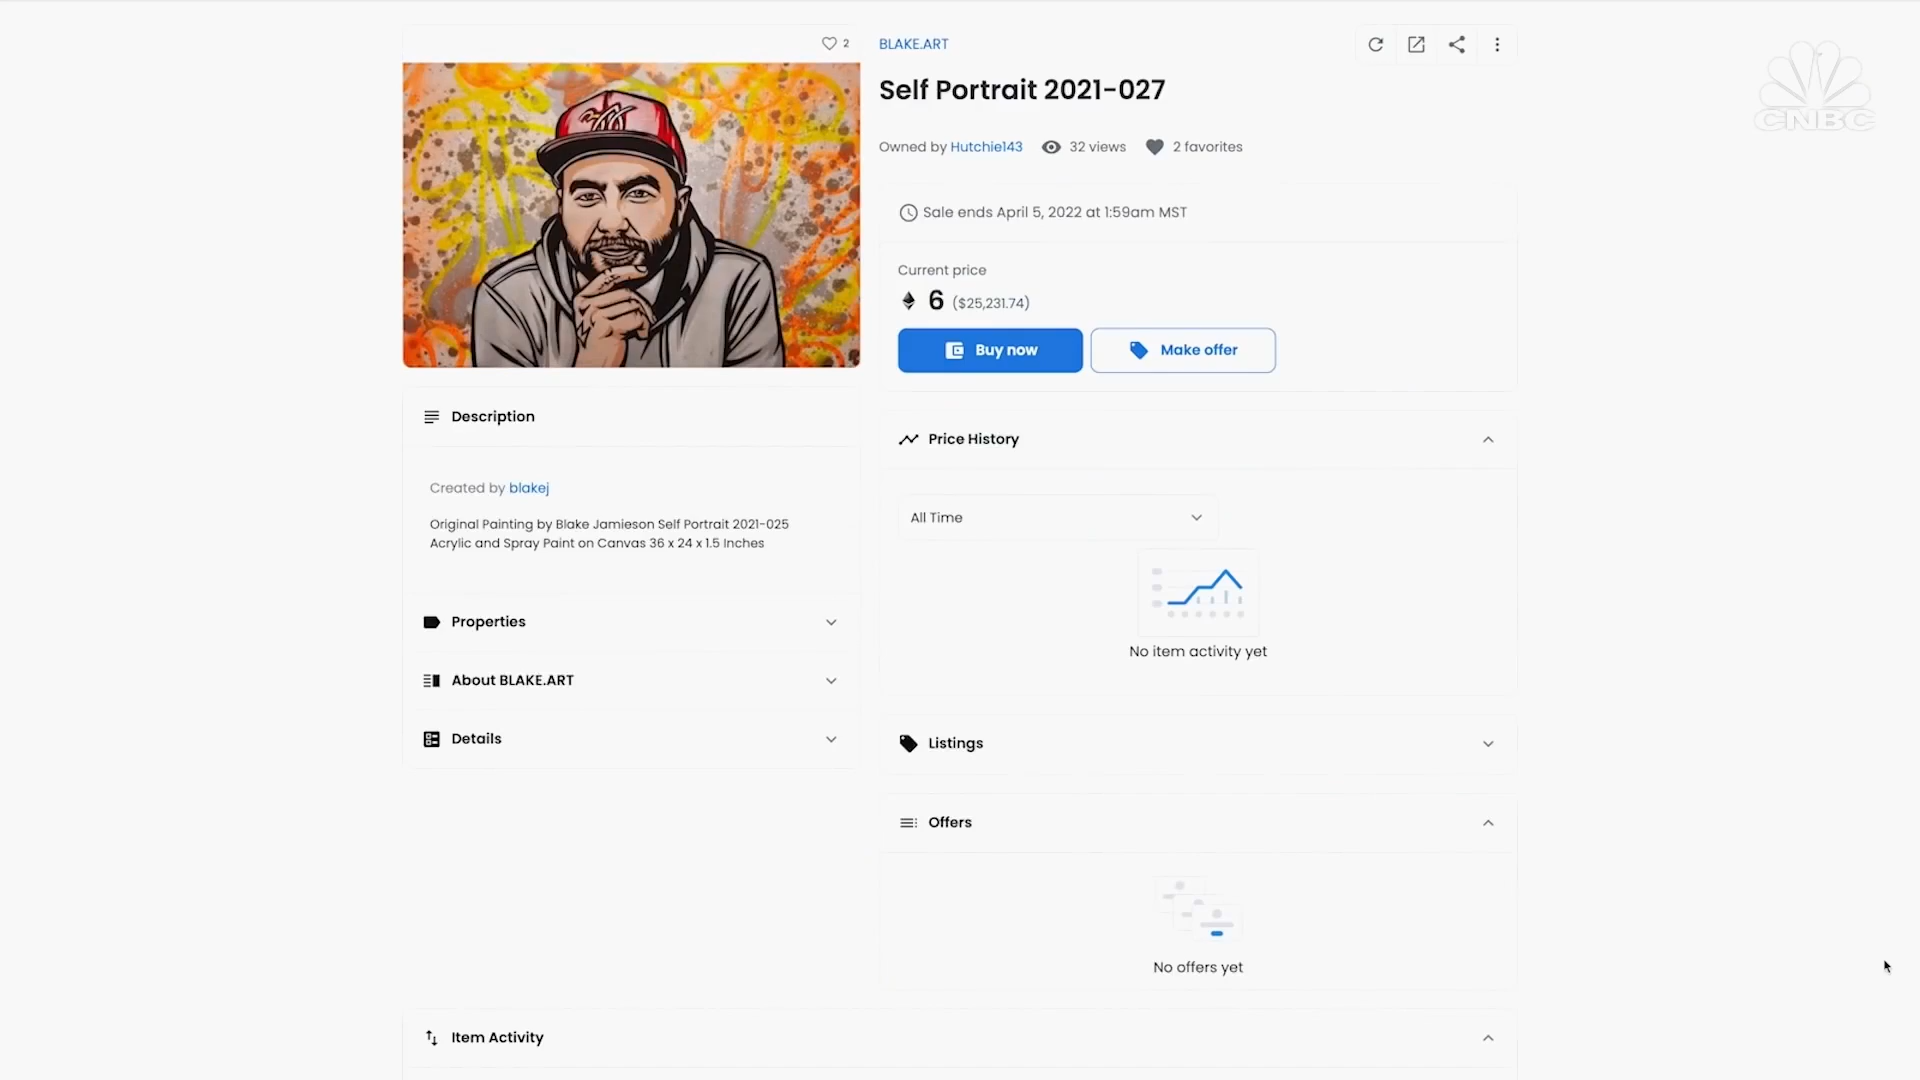 2
BLAKE.ART
Self Portrait 2021-027
Owned by Hutchie143 32 views 2 favorites
Sale ends April 5, 2022 at 1:59am MST
Current price
6 ($25,231.74)
Buy now Make offer
Description
Created by blakej
Original Painting by Blake Jamieson Self Portrait 2021-025
Acrylic and Spray Paint on Canvas 36 x 24 x 1.5 Inches
Properties
About BLAKE.ART
Details
Price History
All Time
No item activity yet
Listings
Offers
No offers yet
Item Activity
CNBC